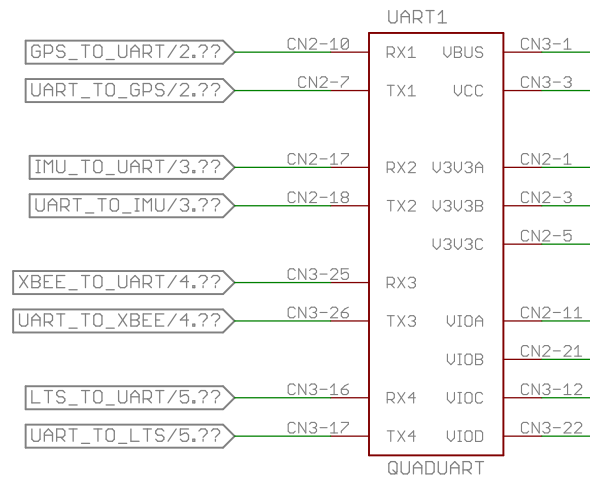 UART1
GPS_TO_UART/2.?? CN2-10 RX1 VBUS CN3-1
UART_TO_GPS/2.?? CN2-7 TX1 VCC CN3-3
IMU_TO_UART/3.?? CN2-17 RX2 V3V3A CN2-1
UART_TO_IMU/3.?? CN2-18 TX2 V3V3B CN2-3
V3V3C CN2-5
XBEE_TO_UART/4.?? CN3-25 RX3
UART_TO_XBEE/4.?? CN3-26 TX3 VIOA CN2-11
VIOB CN2-21
LTS_TO_UART/5.?? CN3-16 RX4 VIOC CN3-12
UART_TO_LTS/5.?? CN3-17 TX4 VIOD CN3-22
QUADUART